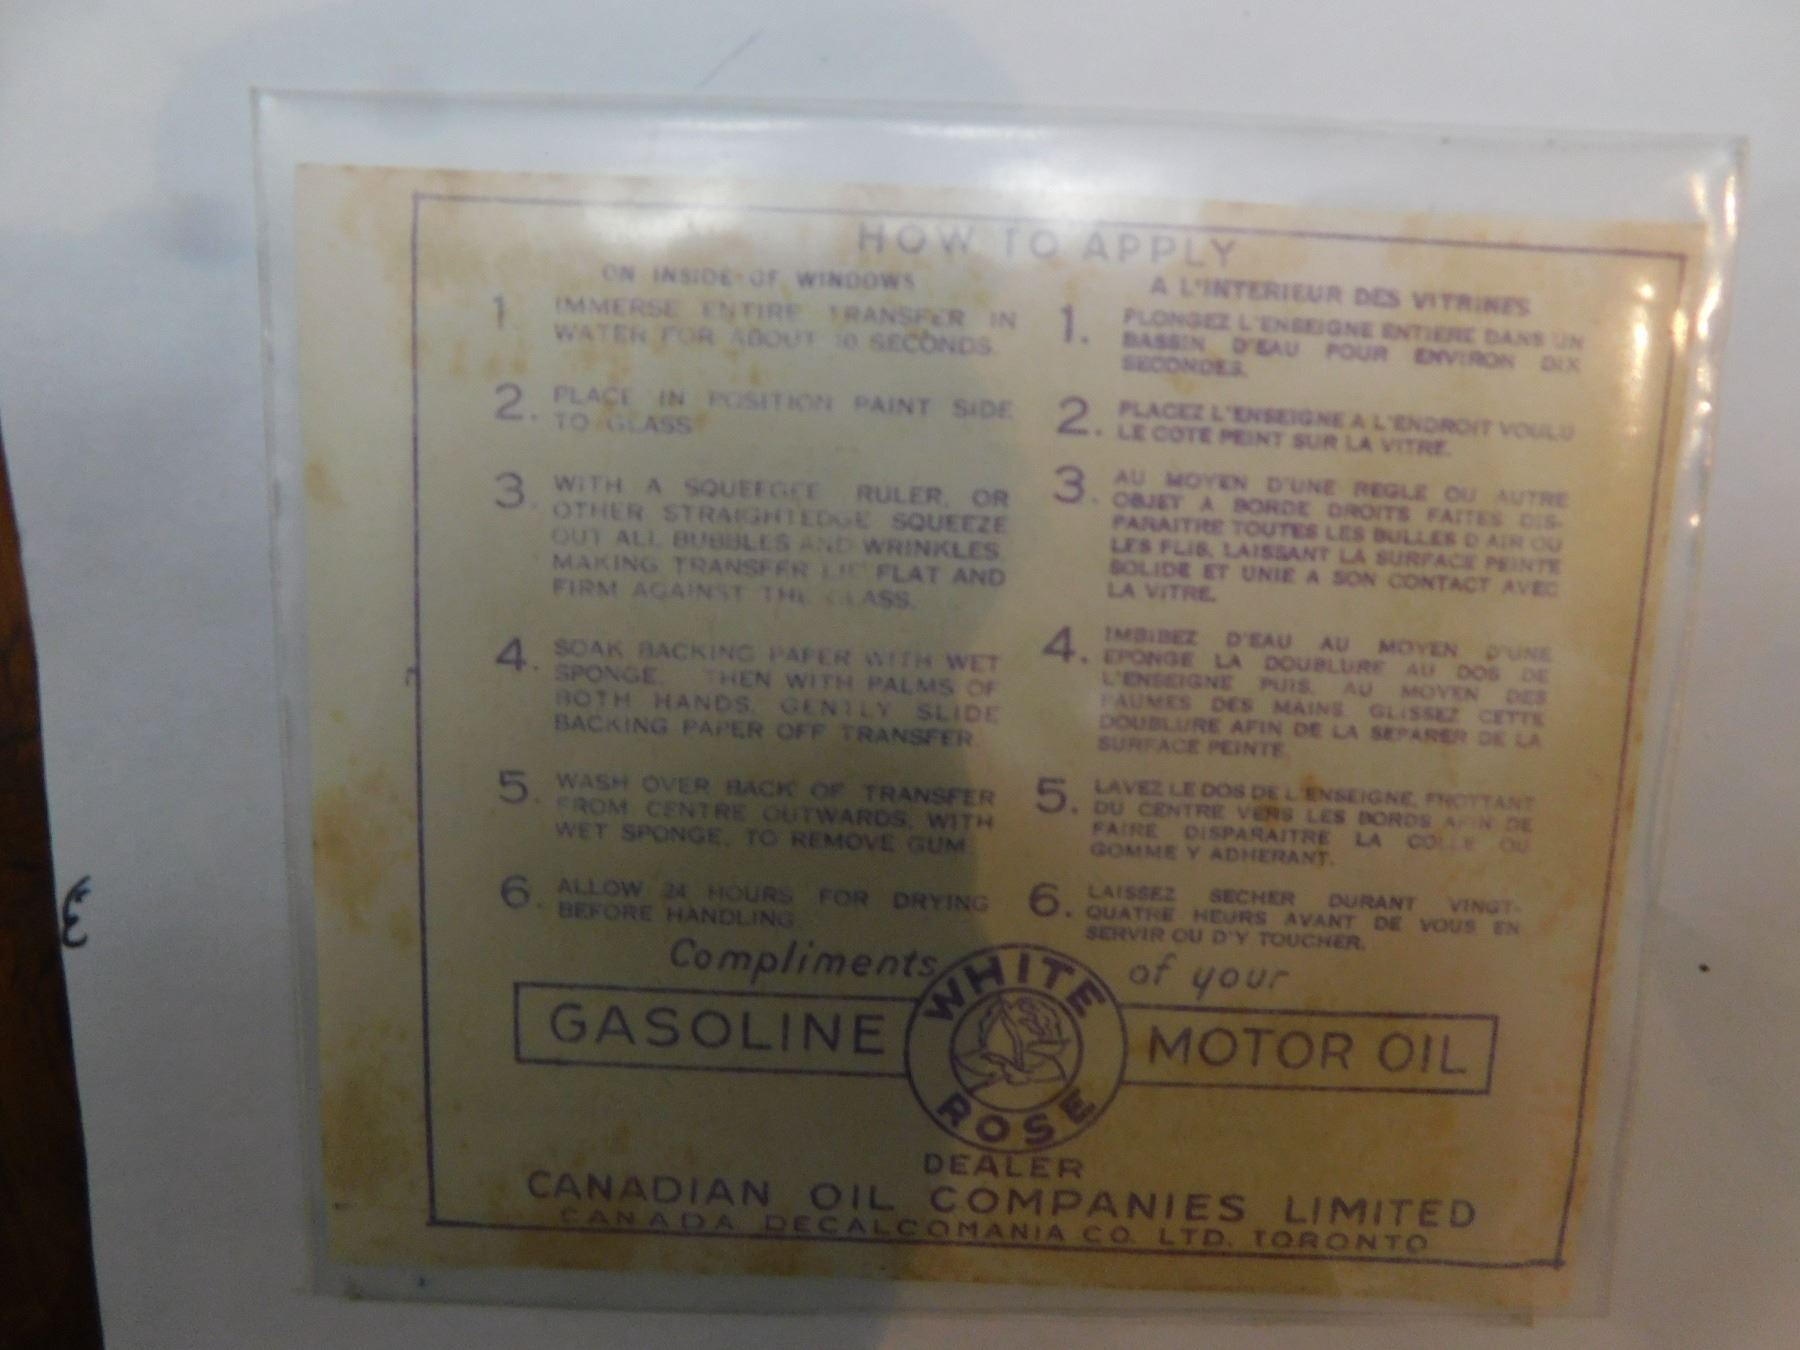 HOW TO APPLY
ON INSIDE OF WINDOWS
1 IMMERSE ENTIRE TRANSFER IN
WATER FOR ABOUT 10 SECONDS.
2. PLACE IN POSITION PAINT SIDE
TO GLASS
3. WITH A SQUEEGEE RULER, OR
OTHER STRAIGHTEDGE SQUEEZE
OUT ALL BUBBLES AND WRINKLES
MAKING TRANSFER LIE FLAT AND
FIRM AGAINST THE GLASS.
4. SOAK BACKING PAPER WITH WET
SPONGE. THEN WITH PALMS OF
BOTH HANDS, GENTLY SLIDE
BACKING PAPER OFF TRANSFER
5. WASH OVER BACK OF TRANSFER
FROM CENTRE OUTWARDS, WITH
WET SPONGE, TO REMOVE GUM
6. ALLOW 24 HOURS FOR DRYING
BEFORE HANDLING
A L'INTERIEUR DES VITRINES
1. PLONGEZ L'ENSEIGNE ENTIERE DANS UN
BASSIN D'EAU POUR ENVIRON DIX
SECONDES.
2. PLACEZ L'ENSEIGNE A L'ENDROIT VOULU
LE COTE PEINT SUR LA VITRE.
3. AU MOYEN D'UNE REGLE OU AUTRE
OBJET A BORDE DROITS FAITES DIS-
PARAITRE TOUTES LES BULLES D'AIR OU
LES PLIS, LAISSANT LA SURFACE PEINTE
SOLIDE ET UNIE A SON CONTACT AVEC
LA VITRE.
4. IMBIBEZ D'EAU AU MOYEN D'UNE
EPONGE LA DOUBLURE AU DOS DE
L'ENSEIGNE PUIS, AU MOYEN DES
PAUMES DES MAINS, GLISSEZ CETTE
DOUBLURE AFIN DE LA SEPARER DE LA
SURFACE PEINTE
5. LAVEZ LE DOS DE L'ENSEIGNE, FROTTANT
DU CENTRE VERS LES BORDS AFIN DE
FAIRE DISPARAITRE LA COLLE OU
GOMME Y ADHERANT.
6. LAISSEZ SECHER DURANT VINGT-
QUATRE HEURS AVANT DE VOUS EN
SERVIR OU D'Y TOUCHER.
Compliments of your
GASOLINE WHITE ROSE MOTOR OIL
DEALER
CANADIAN OIL COMPANIES LIMITED
CANADA DECALCOMANIA CO. LTD. TORONTO